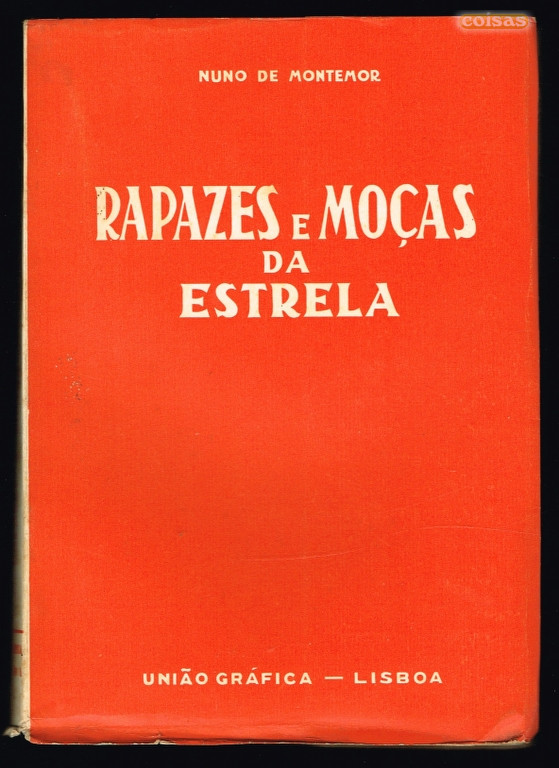 coisas
NUNO DE MONTEMOR
RAPAZES E MOÇAS
DA
ESTRELA
UNIÃO GRÁFICA — LISBOA